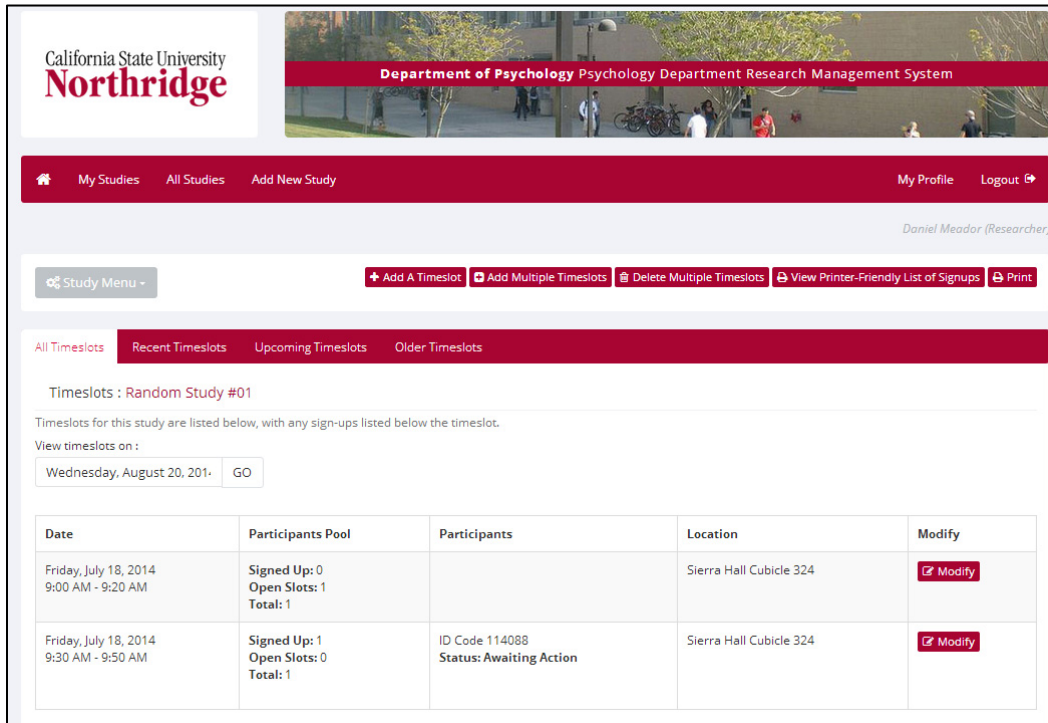 California State University
Northridge
Department of Psychology Psychology Department Research Management System
My Studies All Studies Add New Study My Profile Logout
Daniel Meador (Researcher)
Study Menu Add A Timeslot Add Multiple Timeslots Delete Multiple Timeslots View Printer-Friendly List of Signups Print
All Timeslots Recent Timeslots Upcoming Timeslots Older Timeslots
Timeslots : Random Study #01
Timeslots for this study are listed below, with any sign-ups listed below the timeslot.
View timeslots on :
Wednesday, August 20, 201 GO
Date Participants Pool Participants Location Modify
Friday, July 18, 2014 Signed Up: 0 Sierra Hall Cubicle 324 Modify
9:00 AM - 9:20 AM Open Slots: 1
Total: 1
Friday, July 18, 2014 Signed Up: 1 ID Code 114088 Sierra Hall Cubicle 324 Modify
9:30 AM - 9:50 AM Open Slots: 0 Status: Awaiting Action
Total: 1